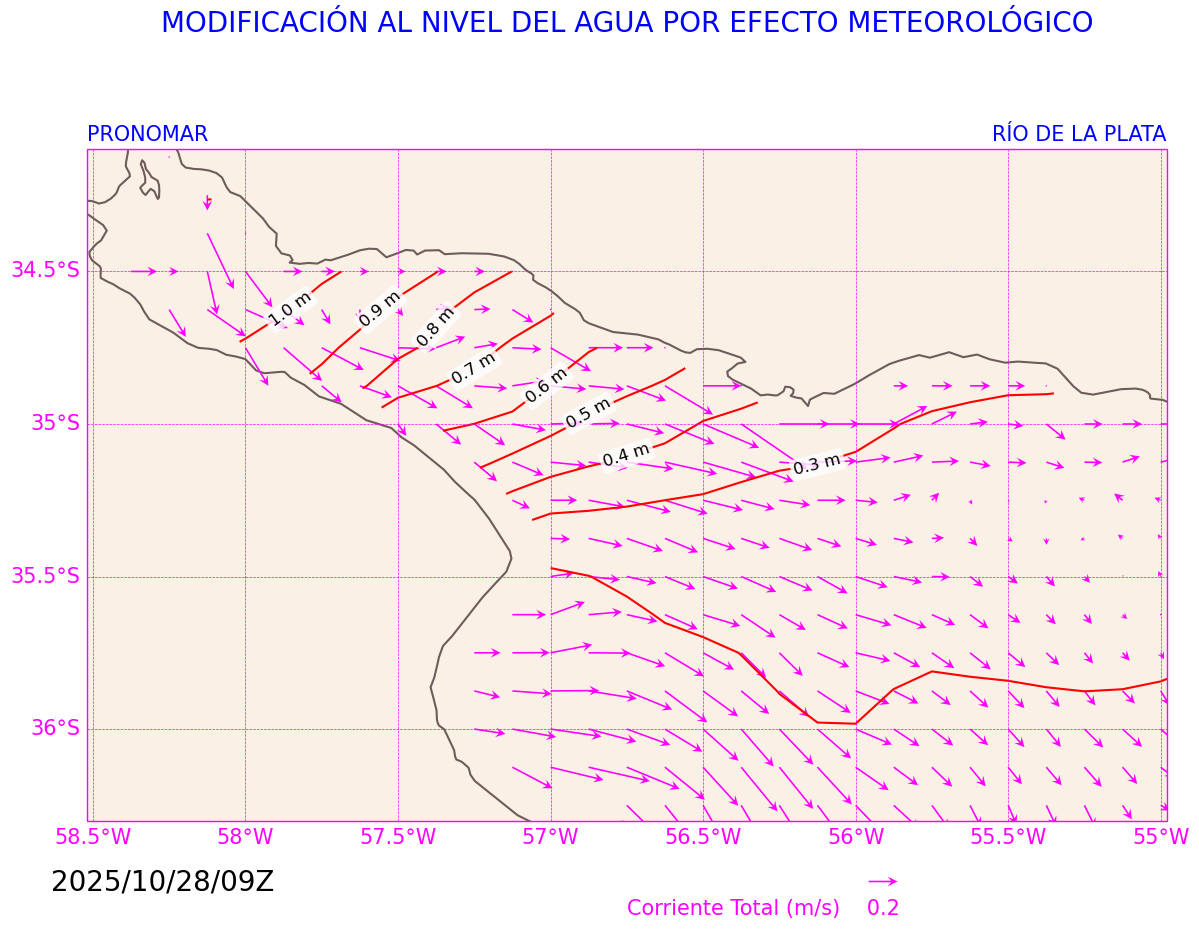 MODIFICACIÓN AL NIVEL DEL AGUA POR EFECTO METEOROLÓGICO
PRONOMAR
RÍO DE LA PLATA
34.5°S
35°S
35.5°S
36°S
1.0 m
0.9 m
0.8 m
0.7 m
0.6 m
0.5 m
0.4 m
0.3 m
58.5°W
58°W
57.5°W
57°W
56.5°W
56°W
55.5°W
55°W
2025/10/28/09Z
Corriente Total (m/s)
0.2